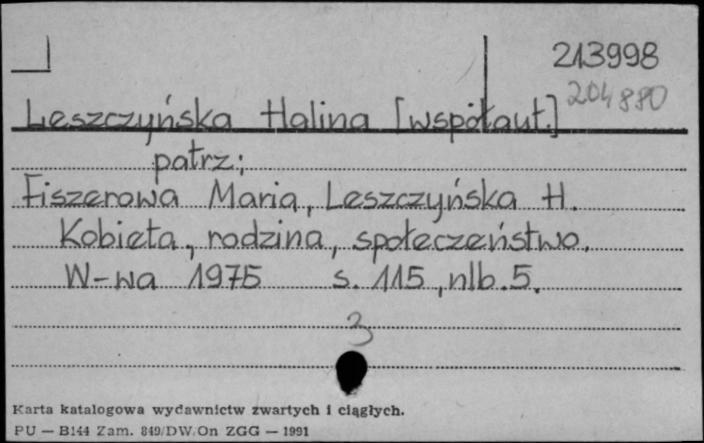 213998
204880
Leszczyńska Halina [współaut.]
patrz:
Fiszerowa Maria, Leszczyńska H.
Kobieta, rodzina, społeczeństwo.
W-wa 1975 s. 115, nlb. 5.
3
Karta katalogowa wydawnictw zwartych i ciągłych.
PU — B144 Zam. 849/DW/On ZGG — 1991